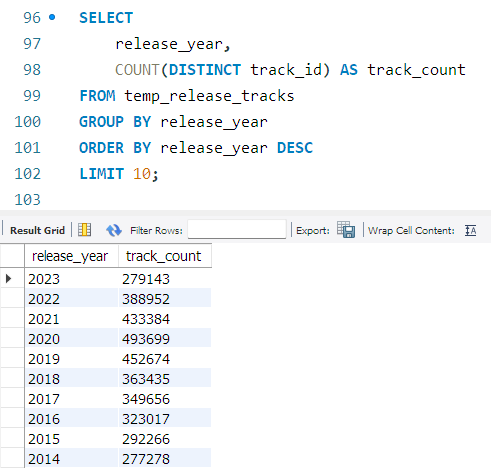 96 SELECT
97 release_year,
98 COUNT(DISTINCT track_id) AS track_count
99 FROM temp_release_tracks
100 GROUP BY release_year
101 ORDER BY release_year DESC
102 LIMIT 10;
103
Result Grid Filter Rows: Export: Wrap Cell Content: IA
release_year track_count
2023 279143
2022 388952
2021 433384
2020 493699
2019 452674
2018 363435
2017 349656
2016 323017
2015 292266
2014 277278